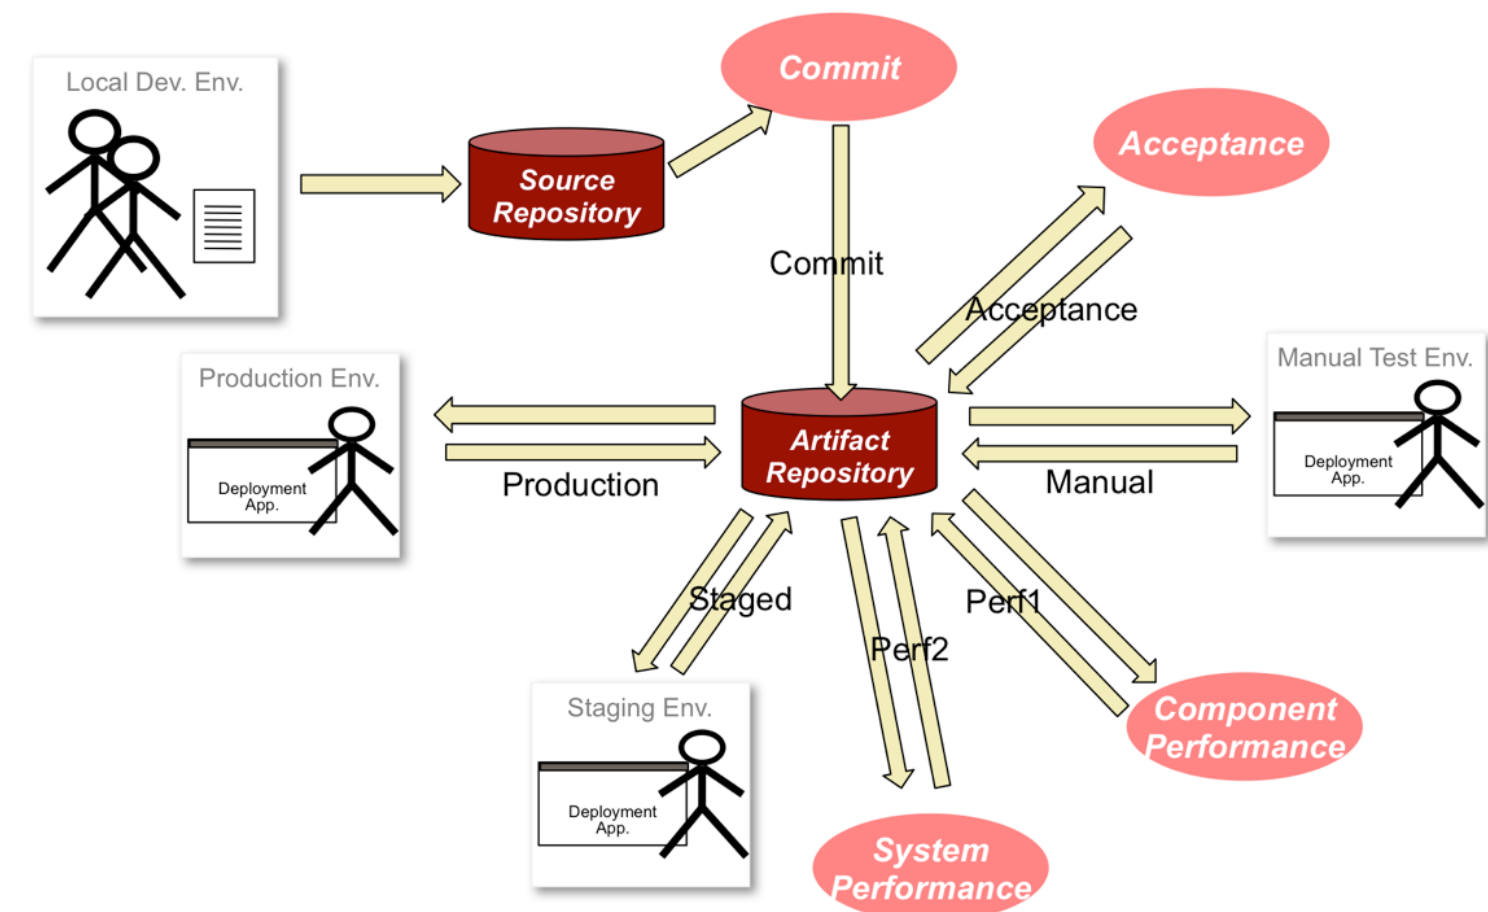 Local Dev. Env.
Commit
Acceptance
Source
Repository
Commit
Acceptance
Production Env.
Deployment
App.
Production
Artifact
Repository
Manual
Manual Test Env.
Deployment
App.
Staged
Perf2
Perf1
Staging Env.
Deployment
App.
Component
Performance
System
Performance